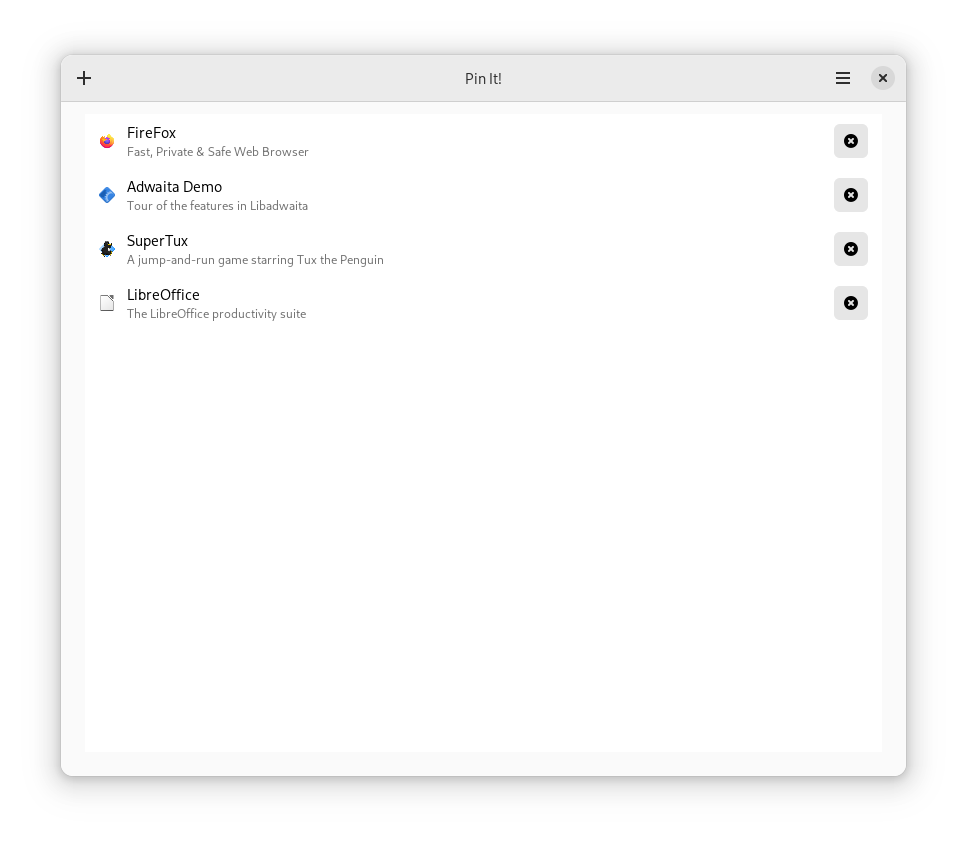 Pin It!
FireFox
Fast, Private & Safe Web Browser
Adwaita Demo
Tour of the features in Libadwaita
SuperTux
A jump-and-run game starring Tux the Penguin
LibreOffice
The LibreOffice productivity suite